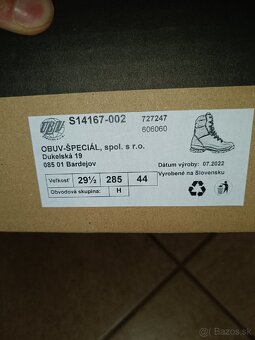 OBUV
S14167-002
727247
606060
OBUV-ŠPECIÁL, spol. s r.o.
Dukelská 19
085 01 Bardejov
Dátum výroby: 07.2022
Vyrobené na Slovensku
Veľkosť 29½ 285 44
Obvodová skupina: H
© Bazos.sk